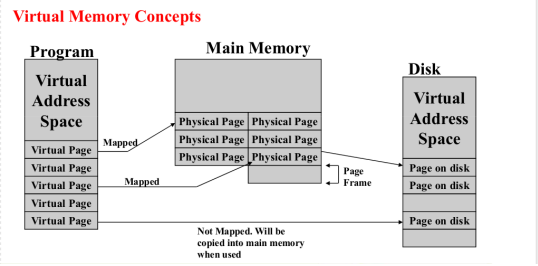 Virtual Memory Concepts
Program
Main Memory
Disk
Virtual
Address
Space
Virtual
Address
Space
Physical Page Physical Page
Physical Page Physical Page
Physical Page Physical Page
Virtual Page
Virtual Page
Virtual Page
Virtual Page
Virtual Page
Mapped
Mapped
Page
Frame
Page on disk
Page on disk
Page on disk
Not Mapped. Will be
copied into main memory
when used